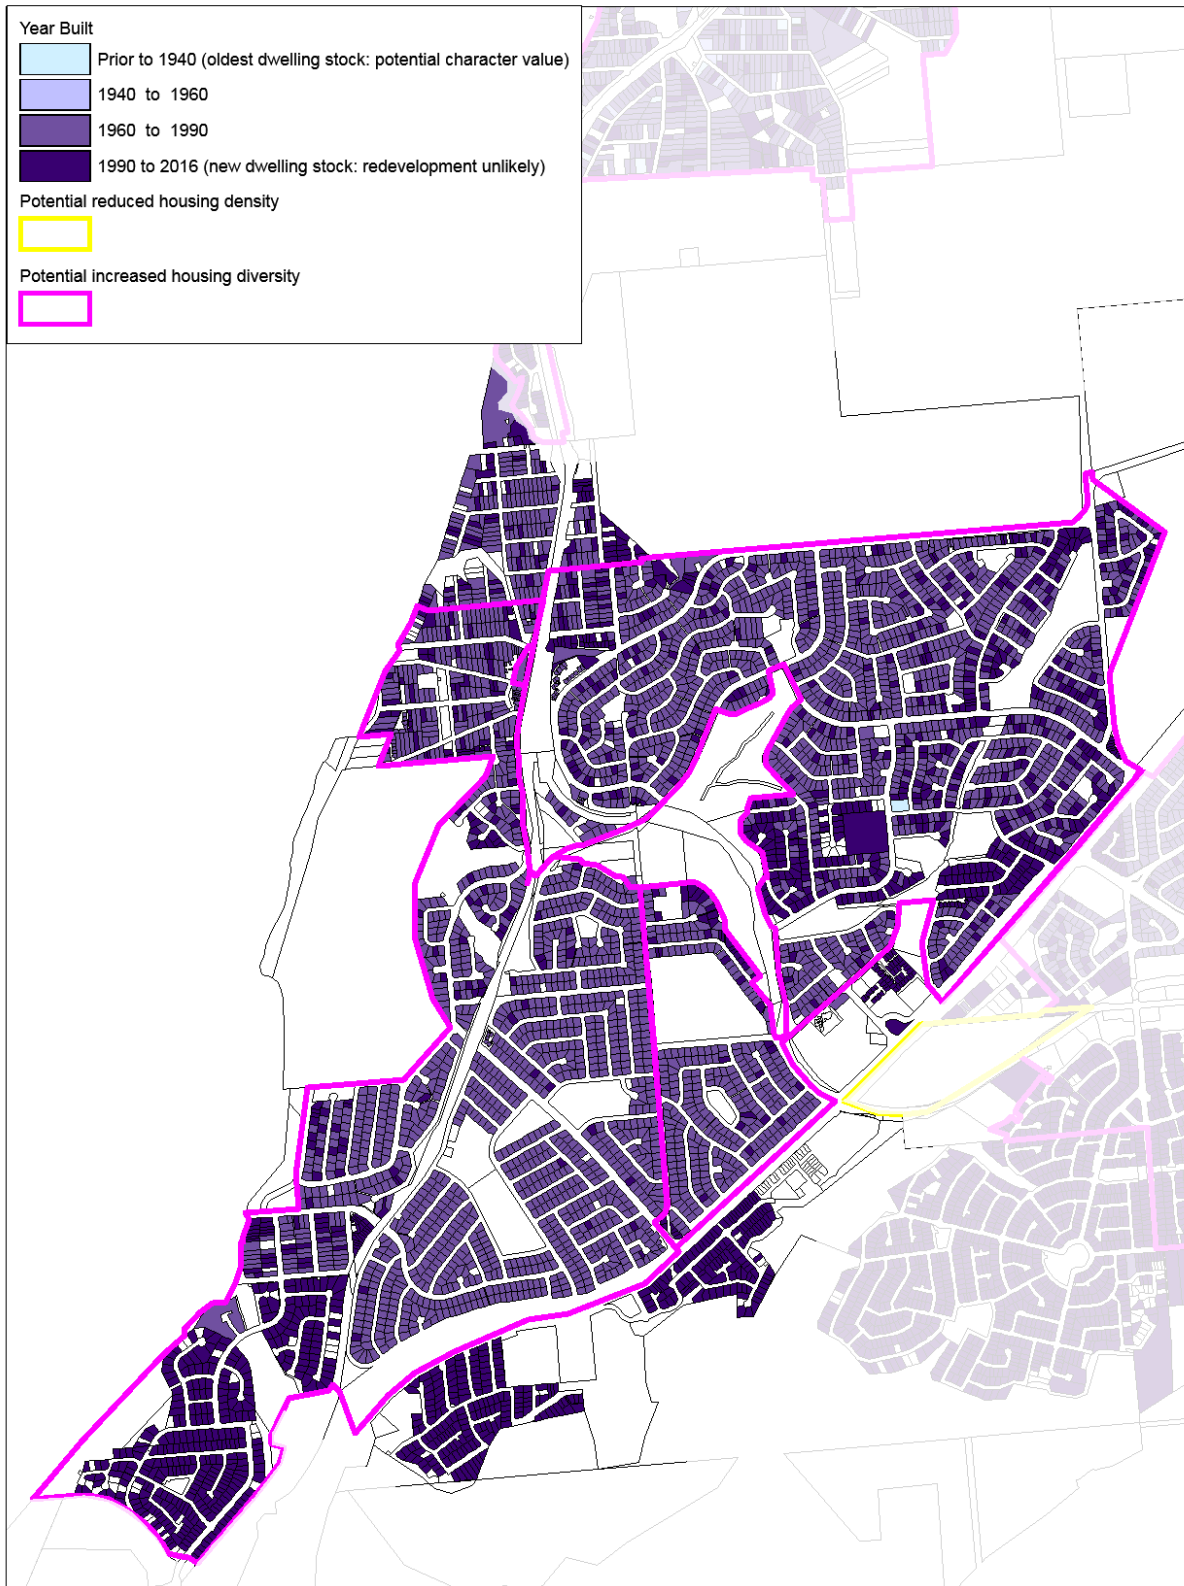 Year Built
Prior to 1940 (oldest dwelling stock: potential character value)
1940 to 1960
1960 to 1990
1990 to 2016 (new dwelling stock: redevelopment unlikely)
Potential reduced housing density
Potential increased housing diversity